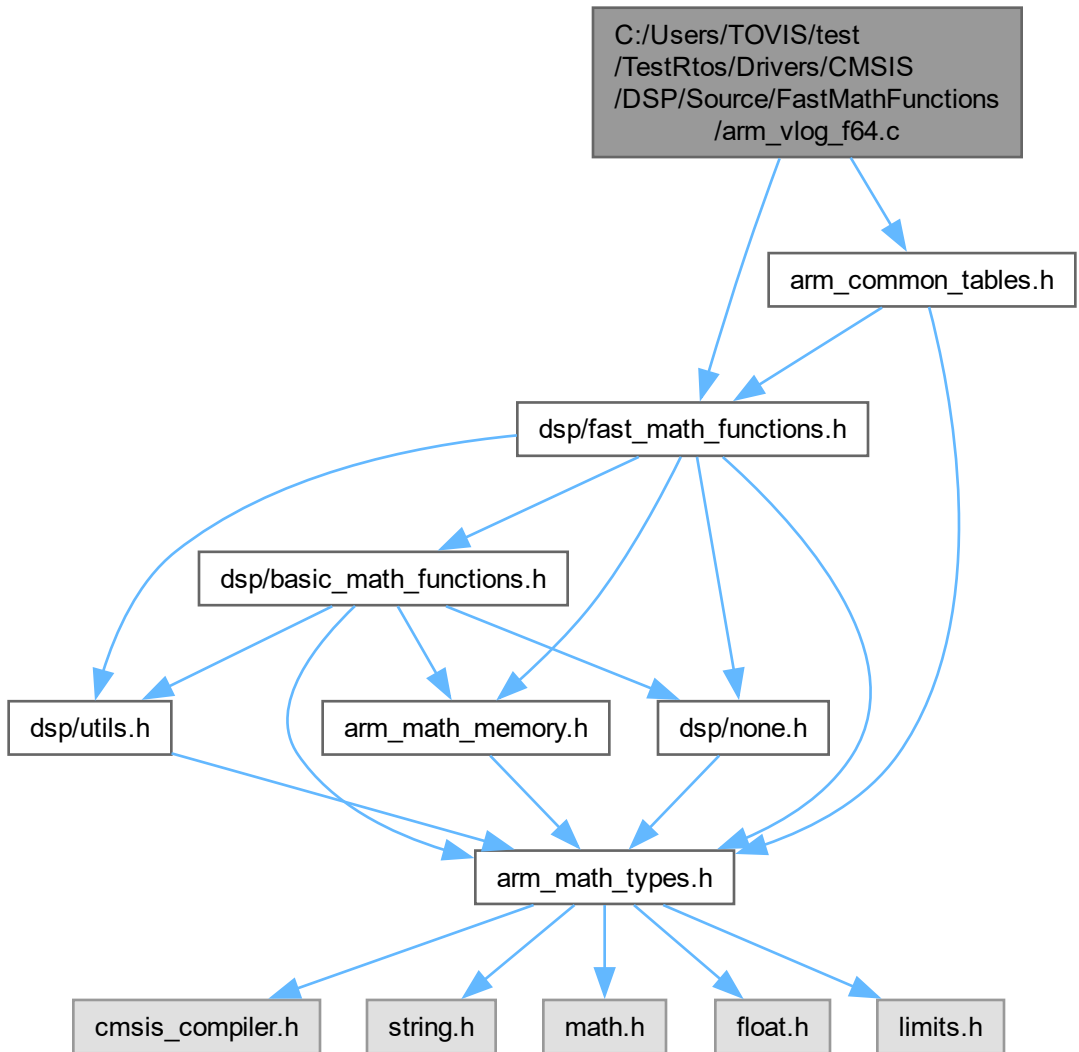 C:/Users/TOVIS/test
/TestRtos/Drivers/CMSIS
/DSP/Source/FastMathFunctions
/arm_vlog_f64.c
arm_common_tables.h
dsp/fast_math_functions.h
dsp/basic_math_functions.h
dsp/utils.h
arm_math_memory.h
dsp/none.h
arm_math_types.h
cmsis_compiler.h
string.h
math.h
float.h
limits.h